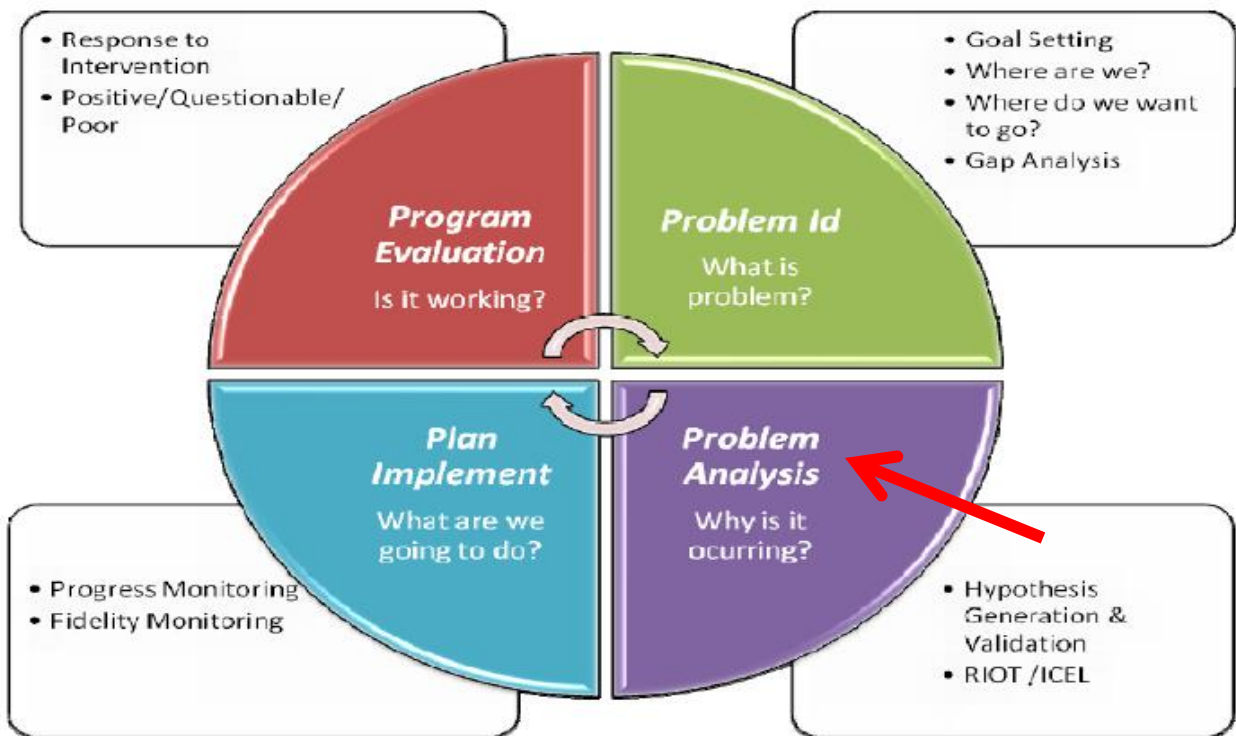 • Response to
Intervention
• Positive/Questionable/
Poor
• Goal Setting
• Where are we?
• Where do we want
to go?
• Gap Analysis
Program
Evaluation
Is it working?
Problem Id
What is
problem?
Plan
Implement
What are we
going to do?
Problem
Analysis
Why is it
ocurring?
• Progress Monitoring
• Fidelity Monitoring
• Hypothesis
Generation &
Validation
• RIOT /ICEL